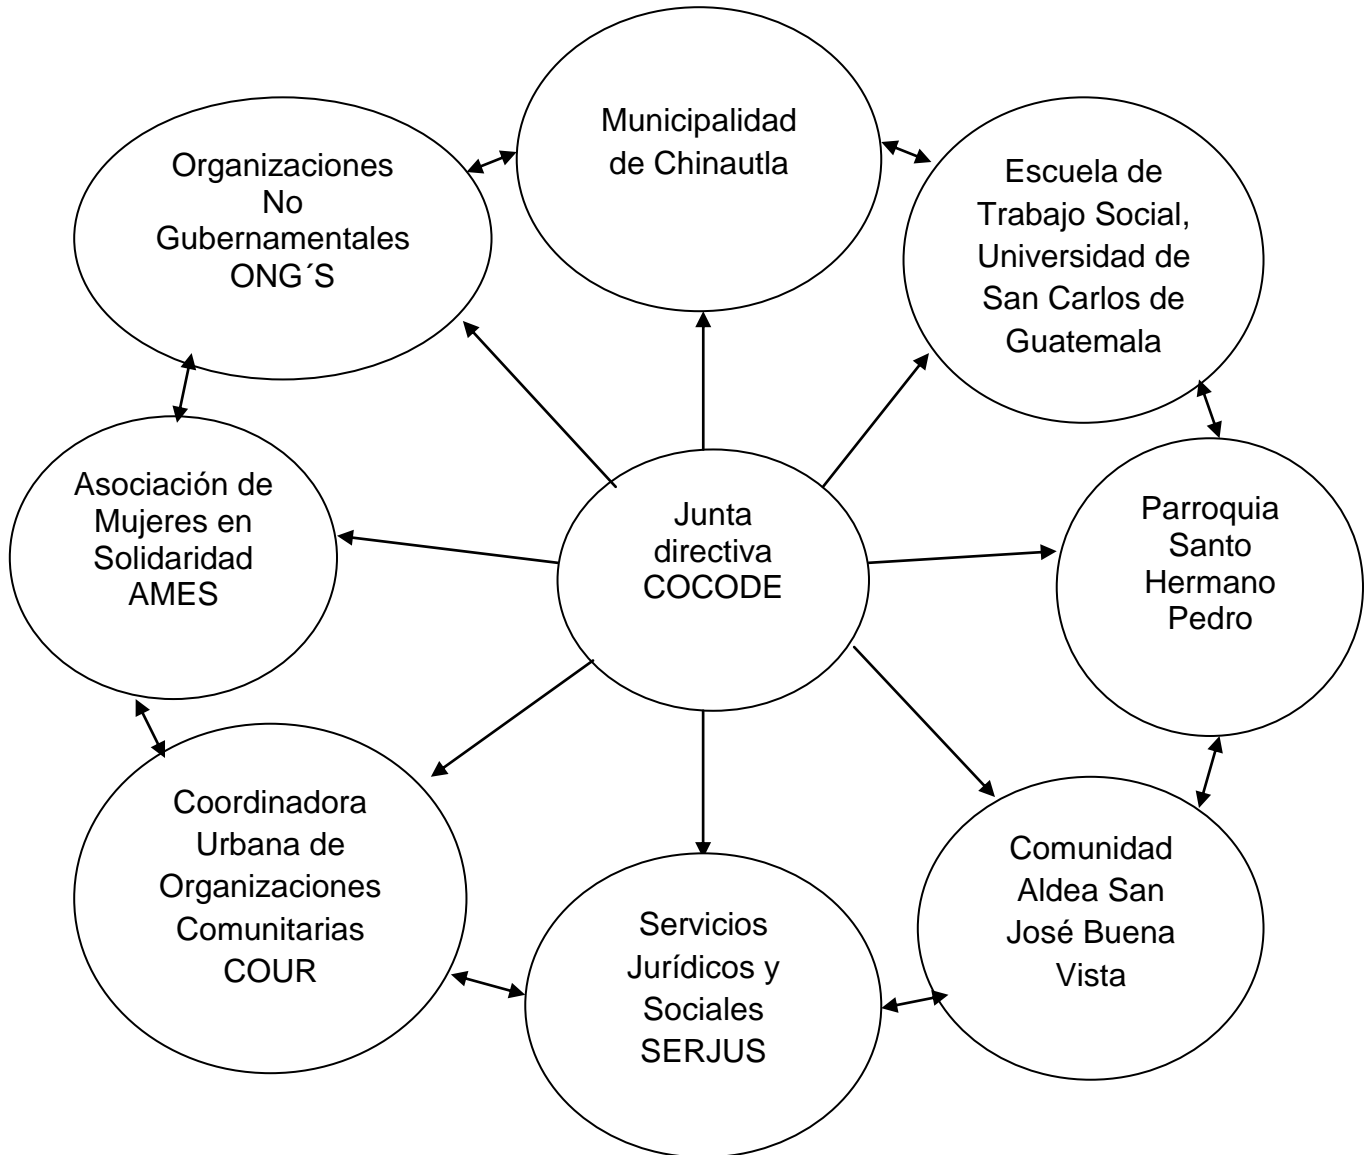 Municipalidad
de Chinautla
Organizaciones
No
Gubernamentales
ONG´S
Escuela de
Trabajo Social,
Universidad de
San Carlos de
Guatemala
Asociación de
Mujeres en
Solidaridad
AMES
Junta
directiva
COCODE
Parroquia
Santo
Hermano
Pedro
Coordinadora
Urbana de
Organizaciones
Comunitarias
COUR
Servicios
Jurídicos y
Sociales
SERJUS
Comunidad
Aldea San
José Buena
Vista